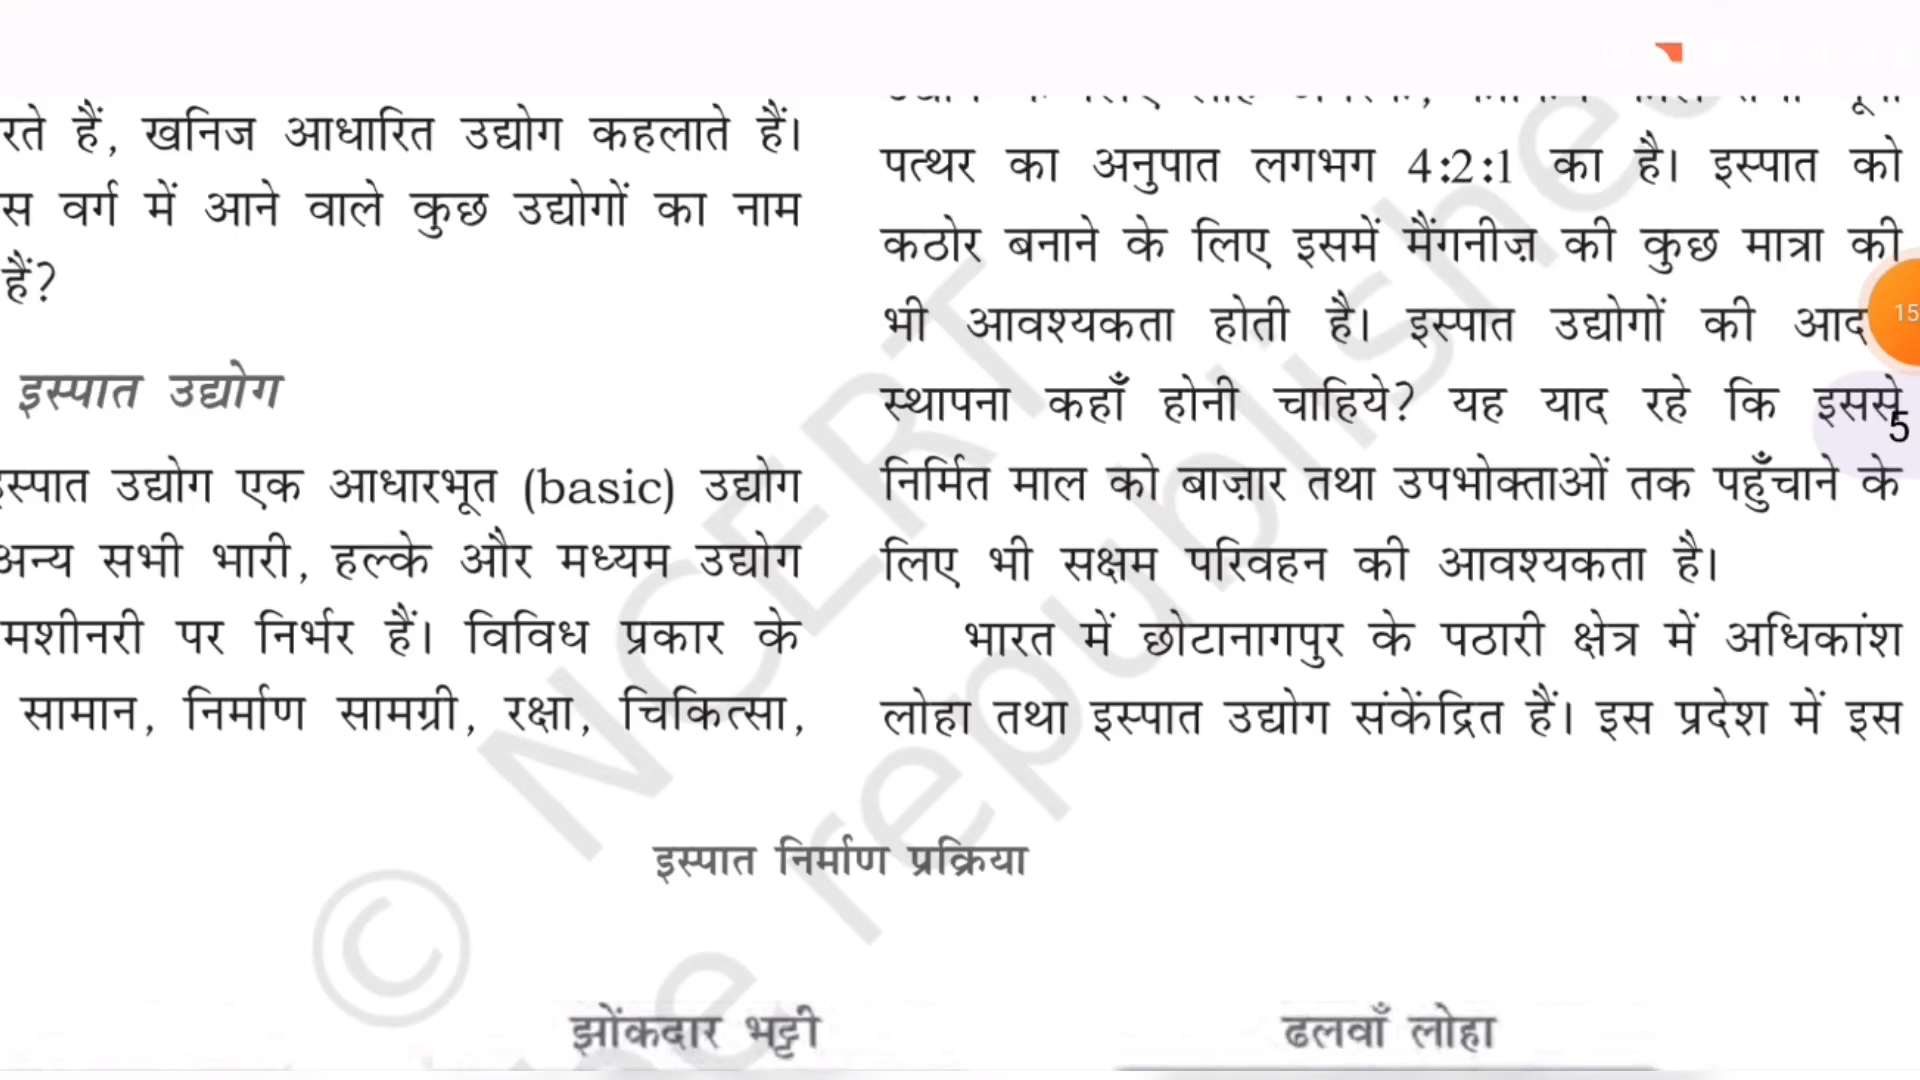 रते हैं, खनिज आधारित उद्योग कहलाते हैं।
स वर्ग में आने वाले कुछ उद्योगों का नाम
हैं?
इस्पात उद्योग
इस्पात उद्योग एक आधारभूत (basic) उद्योग
अन्य सभी भारी, हल्के और मध्यम उद्योग
मशीनरी पर निर्भर हैं। विविध प्रकार के
सामान, निर्माण सामग्री, रक्षा, चिकित्सा,
पत्थर का अनुपात लगभग 4:2:1 का है। इस्पात को
कठोर बनाने के लिए इसमें मैंगनीज़ की कुछ मात्रा की
भी आवश्यकता होती है। इस्पात उद्योगों की आद
स्थापना कहाँ होनी चाहिये? यह याद रहे कि इससे
निर्मित माल को बाज़ार तथा उपभोक्ताओं तक पहुँचाने के
लिए भी सक्षम परिवहन की आवश्यकता है।
भारत में छोटानागपुर के पठारी क्षेत्र में अधिकांश
लोहा तथा इस्पात उद्योग संकेंद्रित हैं। इस प्रदेश में इस
15
5
इस्पात निर्माण प्रक्रिया
झोंकदार भट्टी
ढलवाँ लोहा
© NCERT
republished